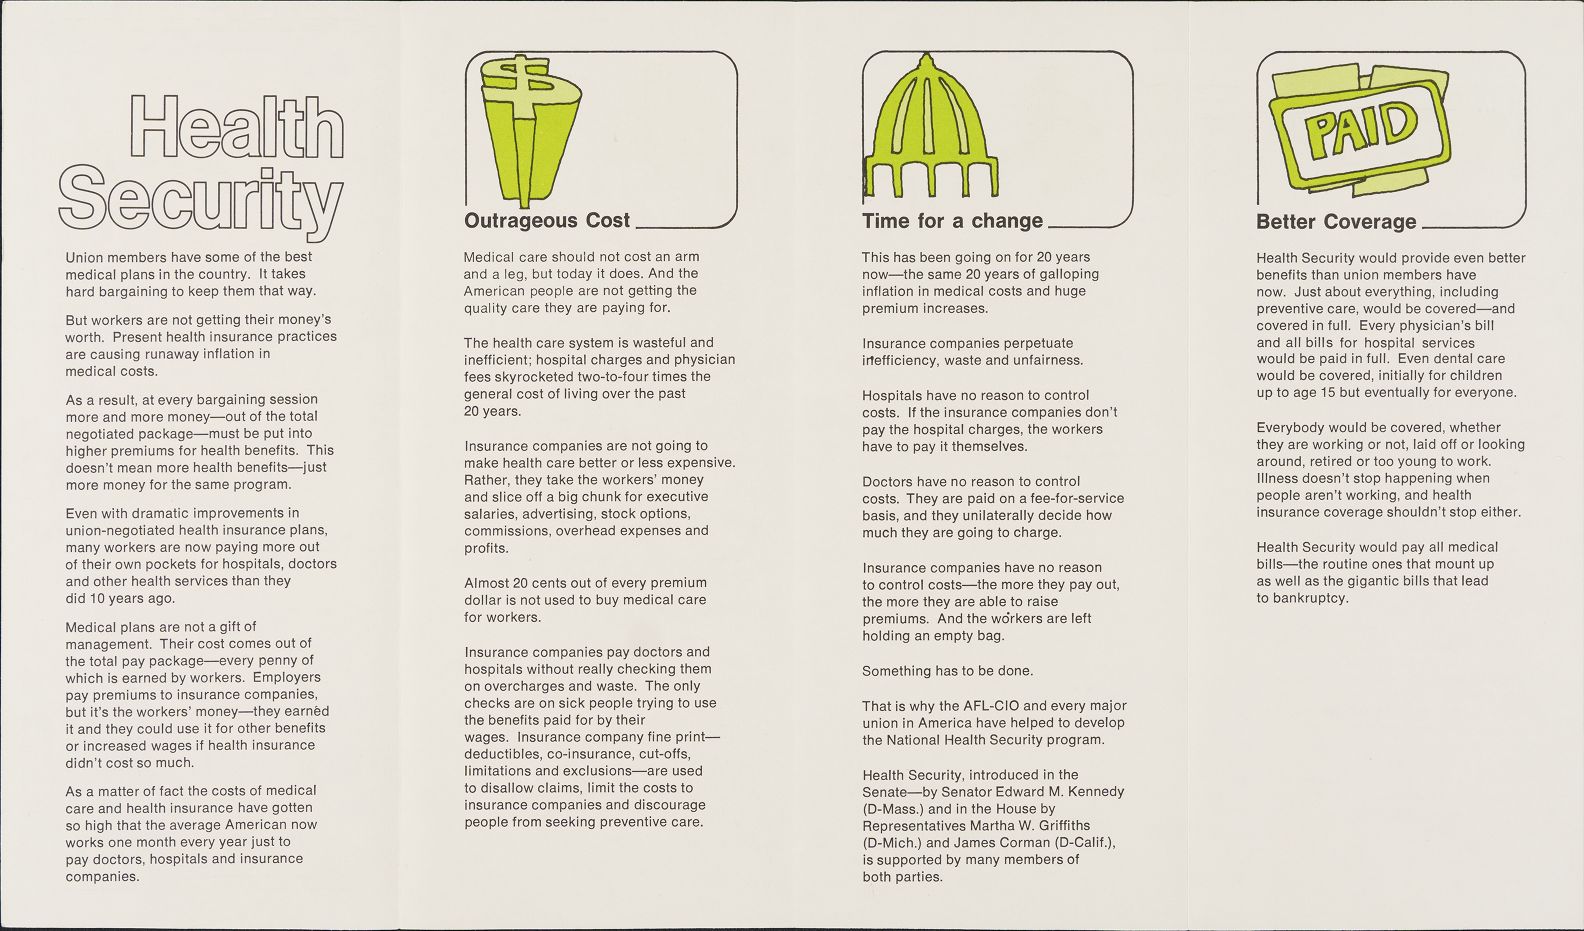 Health
Security
Union members have some of the best
medical plans in the country. It takes
hard bargaining to keep them that way.
But workers are not getting their money's
worth. Present health insurance practices
are causing runaway inflation in
medical costs.
As a result, at every bargaining session
more and more money—out of the total
negotiated package—must be put into
higher premiums for health benefits. This
doesn't mean more health benefits—just
more money for the same program.
Even with dramatic improvements in
union-negotiated health insurance plans,
many workers are now paying more out
of their own pockets for hospitals, doctors
and other health services than they
did 10 years ago.
Medical plans are not a gift of
management. Their cost comes out of
the total pay package—every penny of
which is earned by workers. Employers
pay premiums to insurance companies,
but it's the workers' money—they earned
it and they could use it for other benefits
or increased wages if health insurance
didn't cost so much.
As a matter of fact the costs of medical
care and health insurance have gotten
so high that the average American now
works one month every year just to
pay doctors, hospitals and insurance
companies.
$
Outrageous Cost
Medical care should not cost an arm
and a leg, but today it does. And the
American people are not getting the
quality care they are paying for.
The health care system is wasteful and
inefficient; hospital charges and physician
fees skyrocketed two-to-four times the
general cost of living over the past
20 years.
Insurance companies are not going to
make health care better or less expensive.
Rather, they take the workers' money
and slice off a big chunk for executive
salaries, advertising, stock options,
commissions, overhead expenses and
profits.
Almost 20 cents out of every premium
dollar is not used to buy medical care
for workers.
Insurance companies pay doctors and
hospitals without really checking them
on overcharges and waste. The only
checks are on sick people trying to use
the benefits paid for by their
wages. Insurance company fine print—
deductibles, co-insurance, cut-offs,
limitations and exclusions—are used
to disallow claims, limit the costs to
insurance companies and discourage
people from seeking preventive care.
Time for a change
This has been going on for 20 years
now—the same 20 years of galloping
inflation in medical costs and huge
premium increases.
Insurance companies perpetuate
inefficiency, waste and unfairness.
Hospitals have no reason to control
costs. If the insurance companies don't
pay the hospital charges, the workers
have to pay it themselves.
Doctors have no reason to control
costs. They are paid on a fee-for-service
basis, and they unilaterally decide how
much they are going to charge.
Insurance companies have no reason
to control costs—the more they pay out,
the more they are able to raise
premiums. And the workers are left
holding an empty bag.
Something has to be done.
That is why the AFL-CIO and every major
union in America have helped to develop
the National Health Security program.
Health Security, introduced in the
Senate—by Senator Edward M. Kennedy
(D-Mass.) and in the House by
Representatives Martha W. Griffiths
(D-Mich.) and James Corman (D-Calif.),
is supported by many members of
both parties.
PAID
Better Coverage
Health Security would provide even better
benefits than union members have
now. Just about everything, including
preventive care, would be covered—and
covered in full. Every physician's bill
and all bills for hospital services
would be paid in full. Even dental care
would be covered, initially for children
up to age 15 but eventually for everyone.
Everybody would be covered, whether
they are working or not, laid off or looking
around, retired or too young to work.
Illness doesn't stop happening when
people aren't working, and health
insurance coverage shouldn't stop either.
Health Security would pay all medical
bills—the routine ones that mount up
as well as the gigantic bills that lead
to bankruptcy.